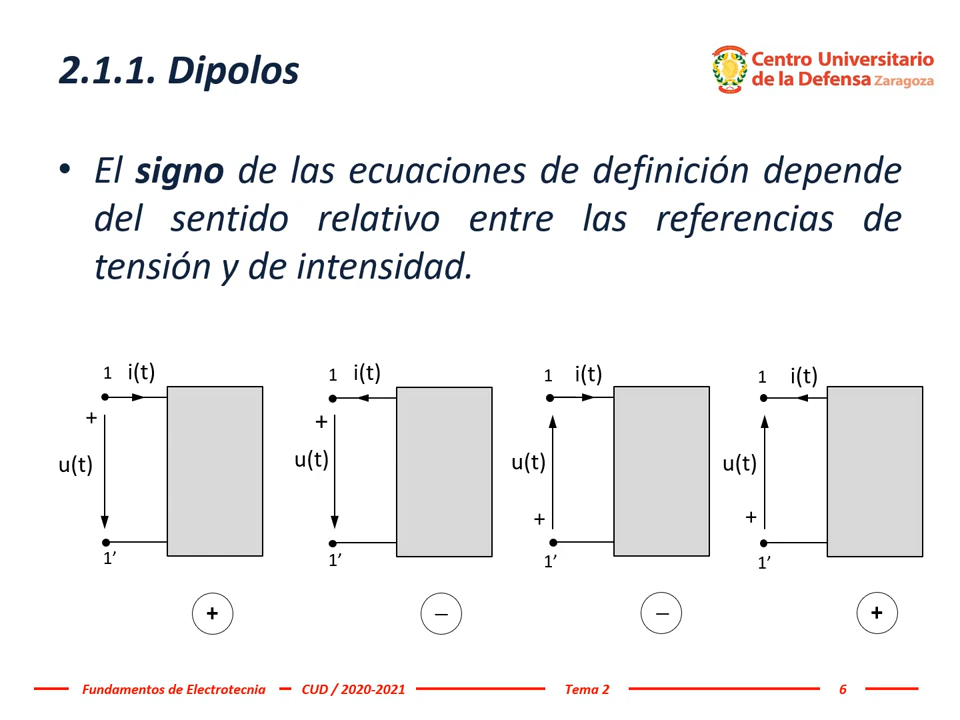 2.1.1. Dipolos
Centro Universitario
de la Defensa Zaragoza
• El signo de las ecuaciones de definición depende
del sentido relativo entre las referencias de
tensión y de intensidad.
1 i(t)
+
u(t)
1’
+
1 i(t)
+
u(t)
1’
–
1 i(t)
u(t)
+
1’
–
1 i(t)
u(t)
+
1’
+
Fundamentos de Electrotecnia CUD / 2020-2021 Tema 2 6